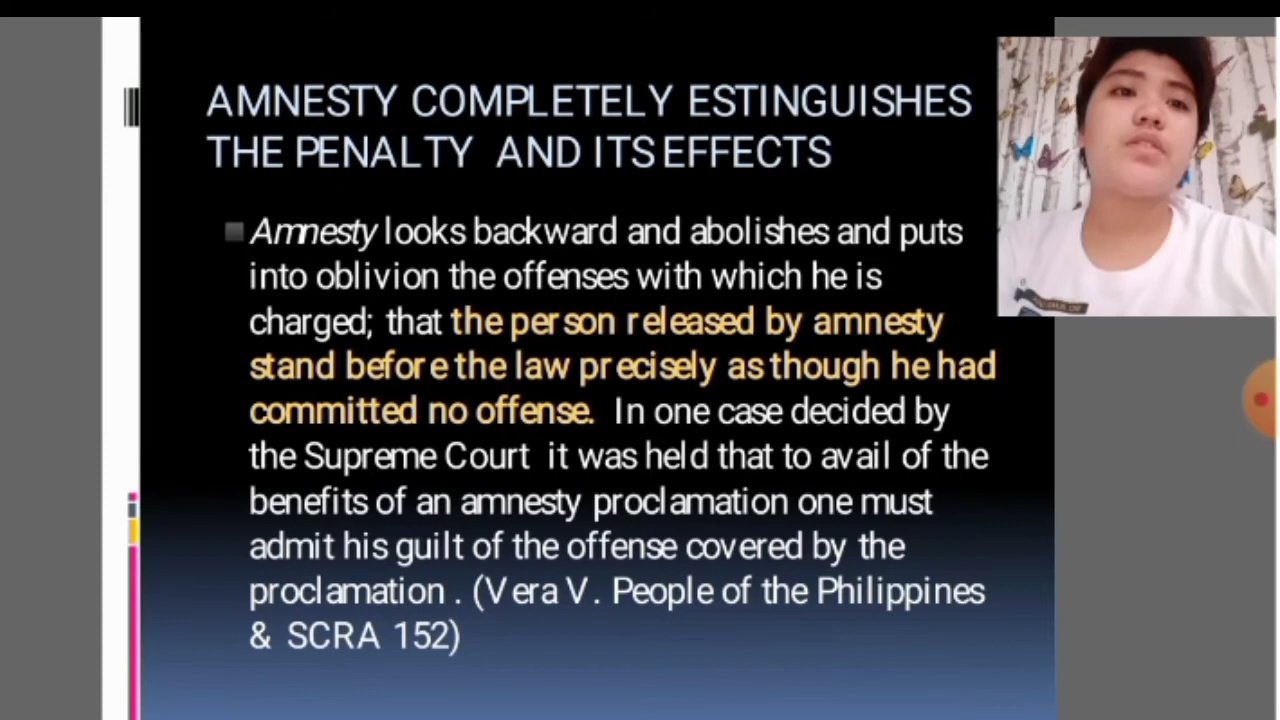 AMNESTY COMPLETELY ESTINGUISHES
THE PENALTY AND ITS EFFECTS
Amnesty looks backward and abolishes and puts
into oblivion the offenses with which he is
charged; that the person released by amnesty
stand before the law precisely as though he had
committed no offense. In one case decided by
the Supreme Court it was held that to avail of the
benefits of an amnesty proclamation one must
admit his guilt of the offense covered by the
proclamation . (Vera V. People of the Philippines
& SCRA 152)